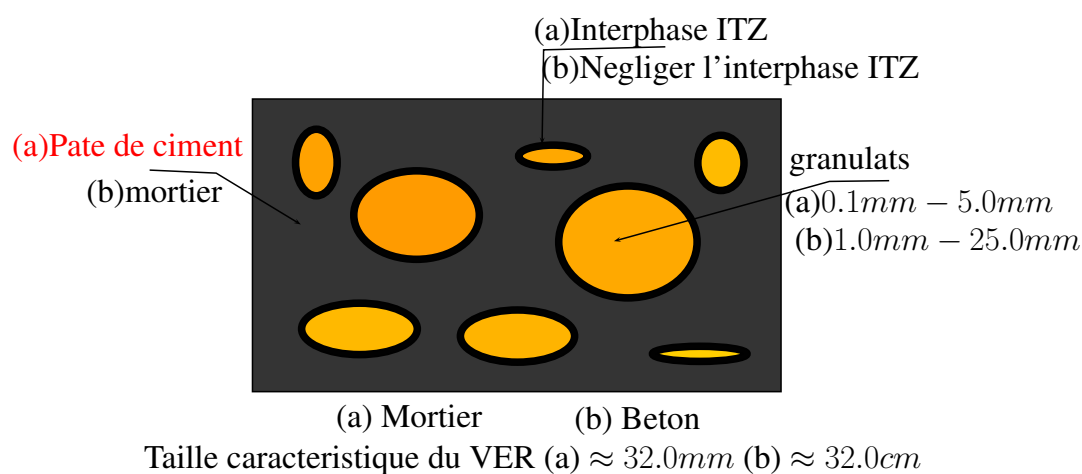 (a)Interphase ITZ
(b)Negliger l'interphase ITZ
(a)Pate de ciment
(b)mortier
granulats
(a)0.1mm − 5.0mm
(b)1.0mm − 25.0mm
(a) Mortier (b) Beton
Taille caracteristique du VER (a) ≈ 32.0mm (b) ≈ 32.0cm